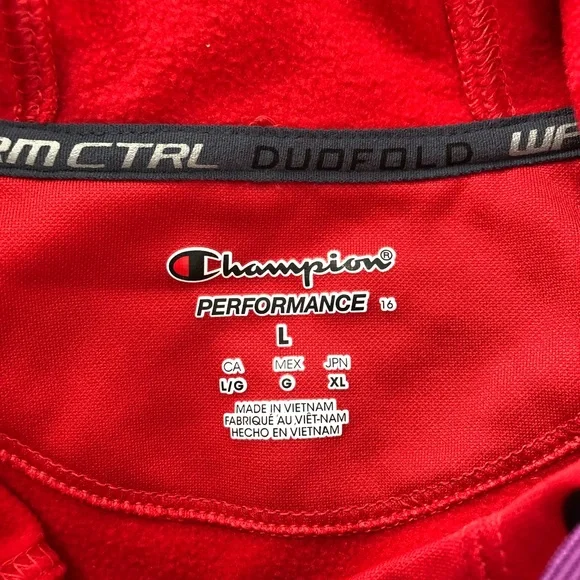 RM CTRL DUOFOLD W
Champion®
PERFORMANCE 16
L
CA MEX JPN
L/G G XL
MADE IN VIETNAM
FABRIQUÉ AU VIÊT-NAM
HECHO EN VIETNAM